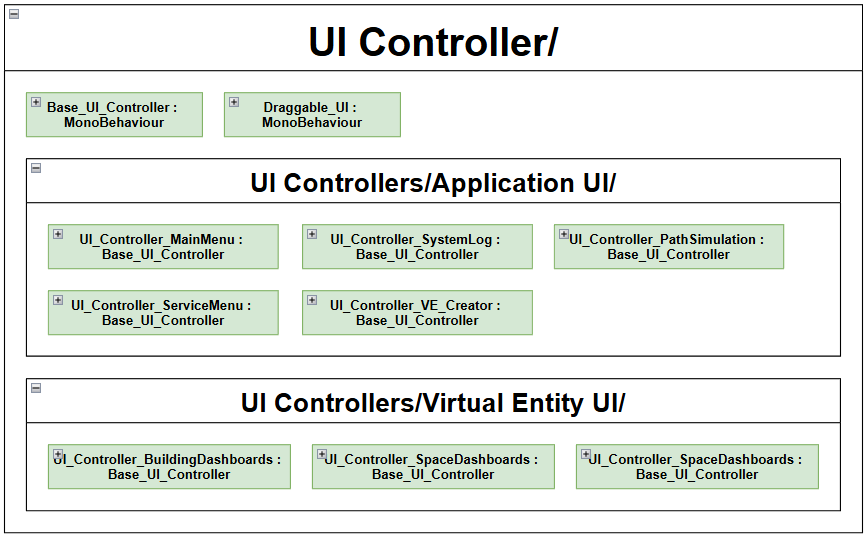 UI Controller/
Base_UI_Controller :
MonoBehaviour
Draggable_UI :
MonoBehaviour
UI Controllers/Application UI/
UI_Controller_MainMenu :
Base_UI_Controller
UI_Controller_SystemLog :
Base_UI_Controller
UI_Controller_PathSimulation :
Base_UI_Controller
UI_Controller_ServiceMenu :
Base_UI_Controller
UI_Controller_VE_Creator :
Base_UI_Controller
UI Controllers/Virtual Entity UI/
UI_Controller_BuildingDashboards :
Base_UI_Controller
UI_Controller_SpaceDashboards :
Base_UI_Controller
UI_Controller_SpaceDashboards :
Base_UI_Controller